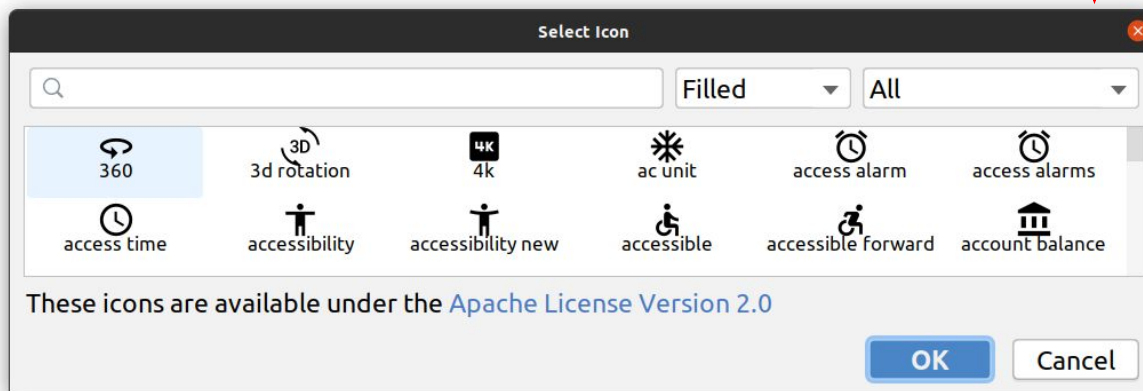 Select Icon
Filled
All
3D
4K
360
3d rotation
4k
ac unit
access alarm
access alarms
access time
accessibility
accessibility new
accessible
accessible forward
account balance
These icons are available under the Apache License Version 2.0
OK
Cancel